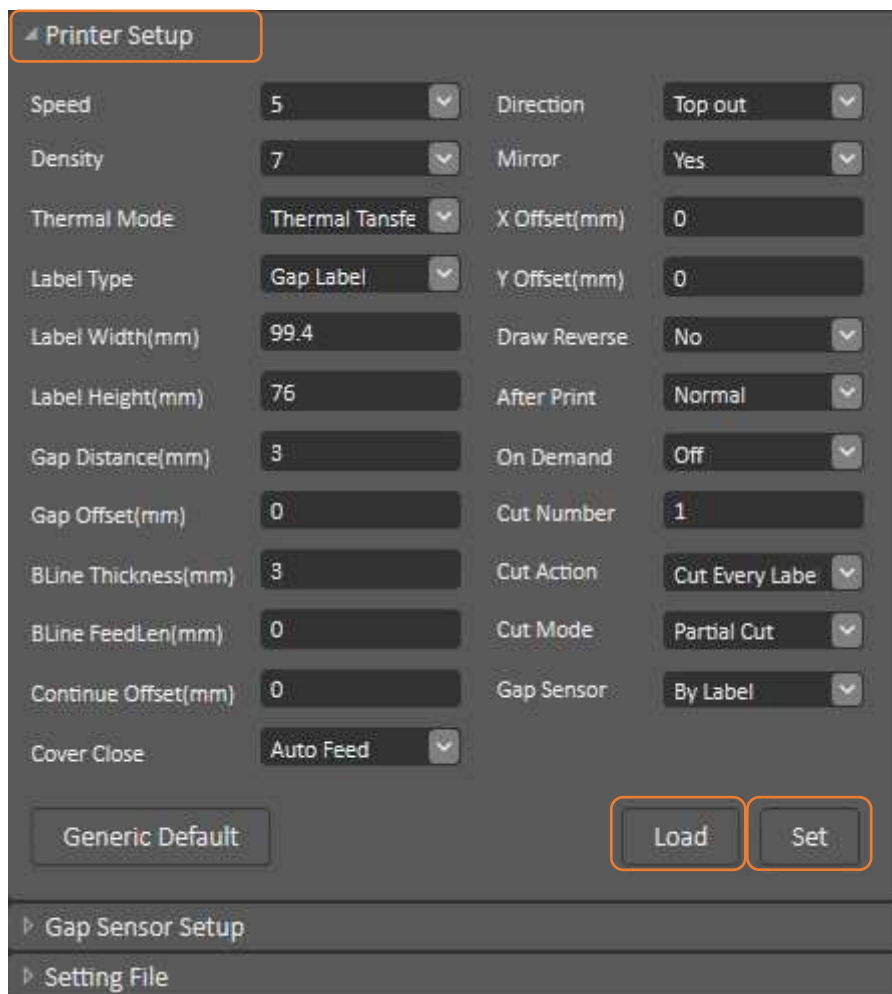 Printer Setup
Speed 5 Direction Top out
Density 7 Mirror Yes
Thermal Mode Thermal Tansfe X Offset(mm) 0
Label Type Gap Label Y Offset(mm) 0
Label Width(mm) 99.4 Draw Reverse No
Label Height(mm) 76 After Print Normal
Gap Distance(mm) 3 On Demand Off
Gap Offset(mm) 0 Cut Number 1
BLine Thickness(mm) 3 Cut Action Cut Every Labe
BLine FeedLen(mm) 0 Cut Mode Partial Cut
Continue Offset(mm) 0 Gap Sensor By Label
Cover Close Auto Feed
Generic Default Load Set
Gap Sensor Setup
Setting File